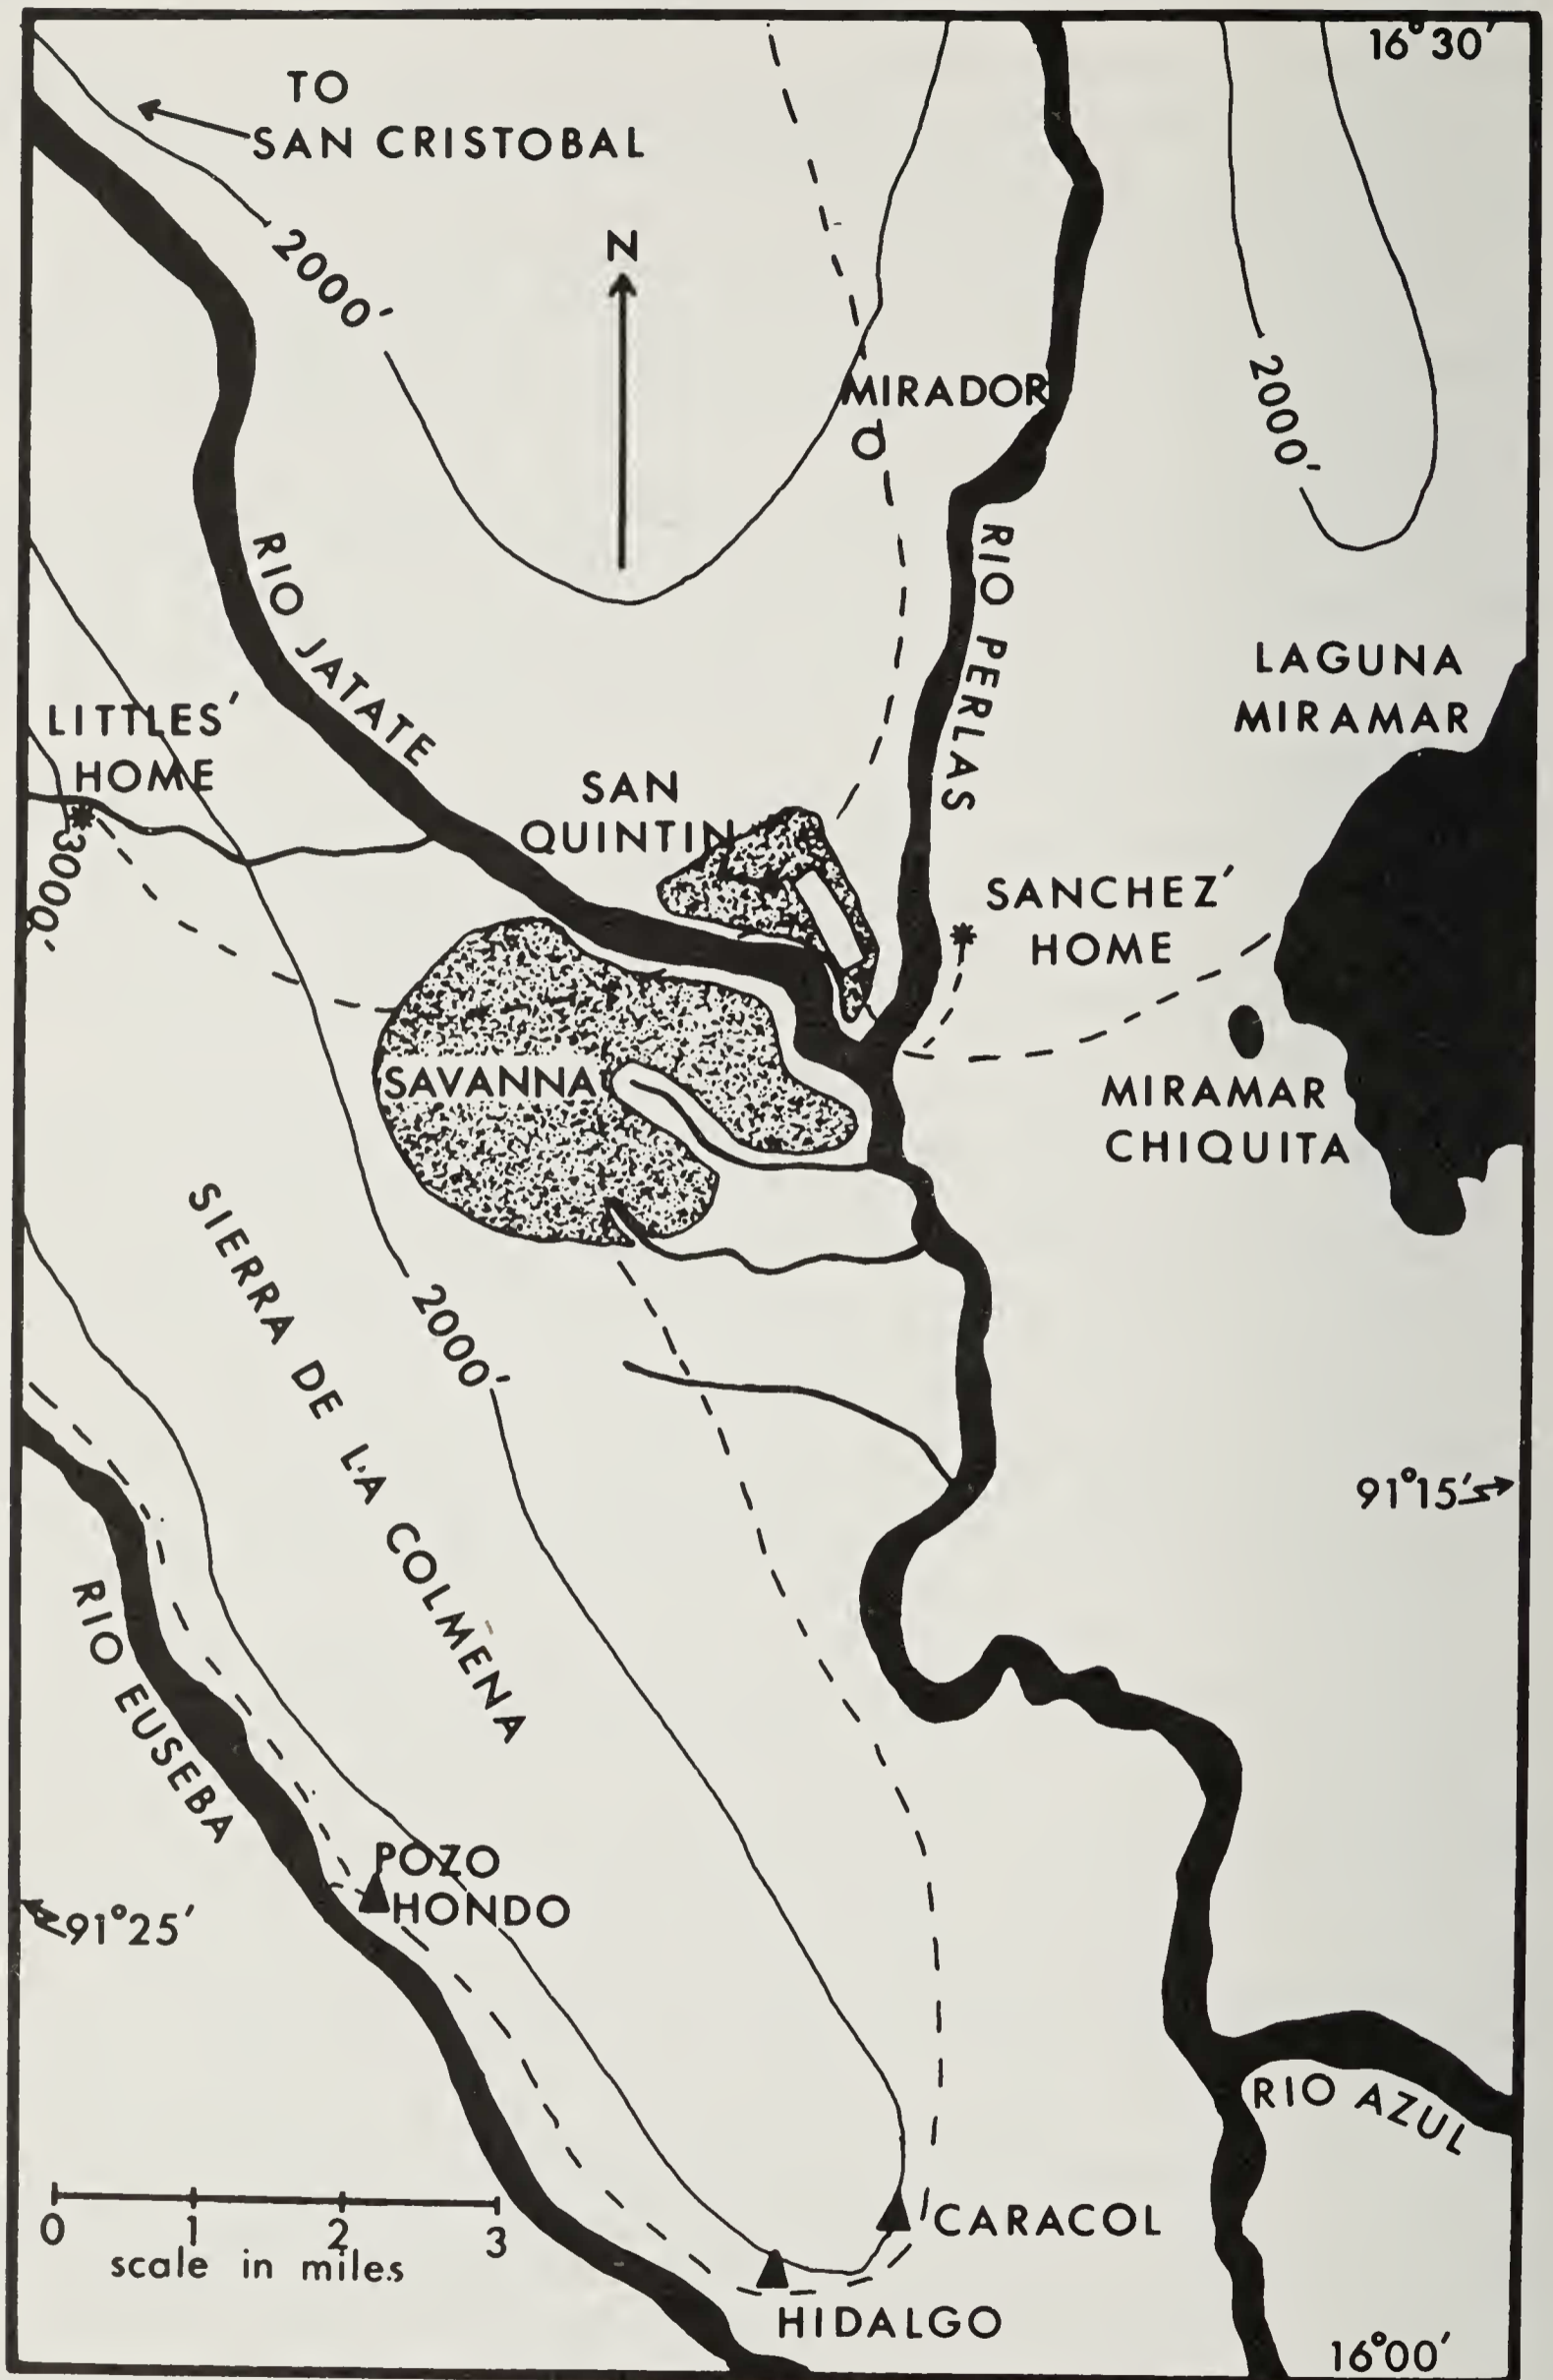 16°30'
TO
SAN CRISTOBAL
N
2000'
MIRADOR
2000'
RIO JATATE
RIO PERLAS
LAGUNA
MIRAMAR
LITTLES'
HOME
3000'
SAN
QUINTIN
SANCHEZ'
HOME
SAVANNA
MIRAMAR
CHIQUITA
SIERRA DE LA COLMENA
2000'
91°15'
RIO EUSEBA
POZO
HONDO
91°25'
RIO AZUL
CARACOL
0 1 2 3
scale in miles
HIDALGO
16°00'